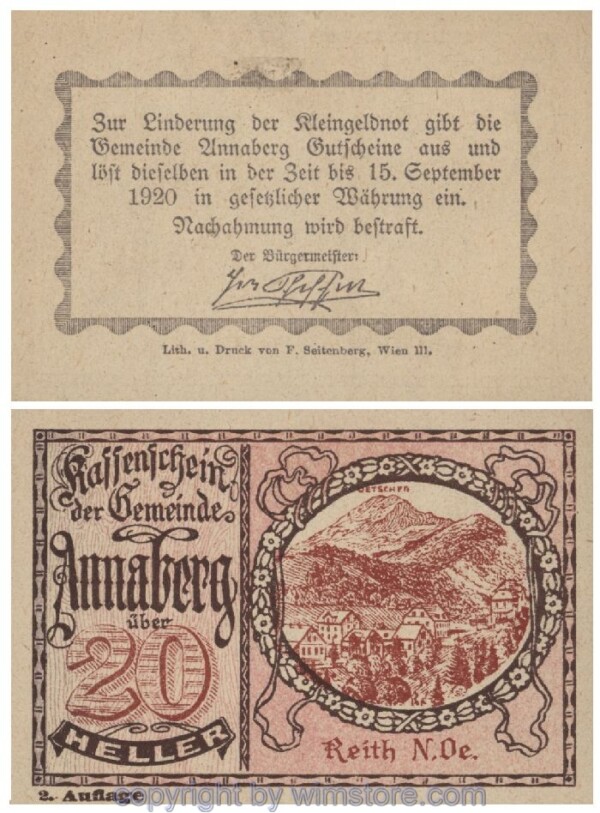 Zur Linderung der Kleingeldnot gibt die
Gemeinde Annaberg Gutscheine aus und
löst dieselben in der Zeit bis 15. September
1920 in gesetzlicher Währung ein.
Nachahmung wird bestraft.
Der Bürgermeister:
Lith. u. Druck von F. Seitenberg, Wien III.
Kassenschein
der Gemeinde
Annaberg
über
20
HELLER
OETSCHER
Reith N.Oe.
2. Auflage
copyright by wimstore.com